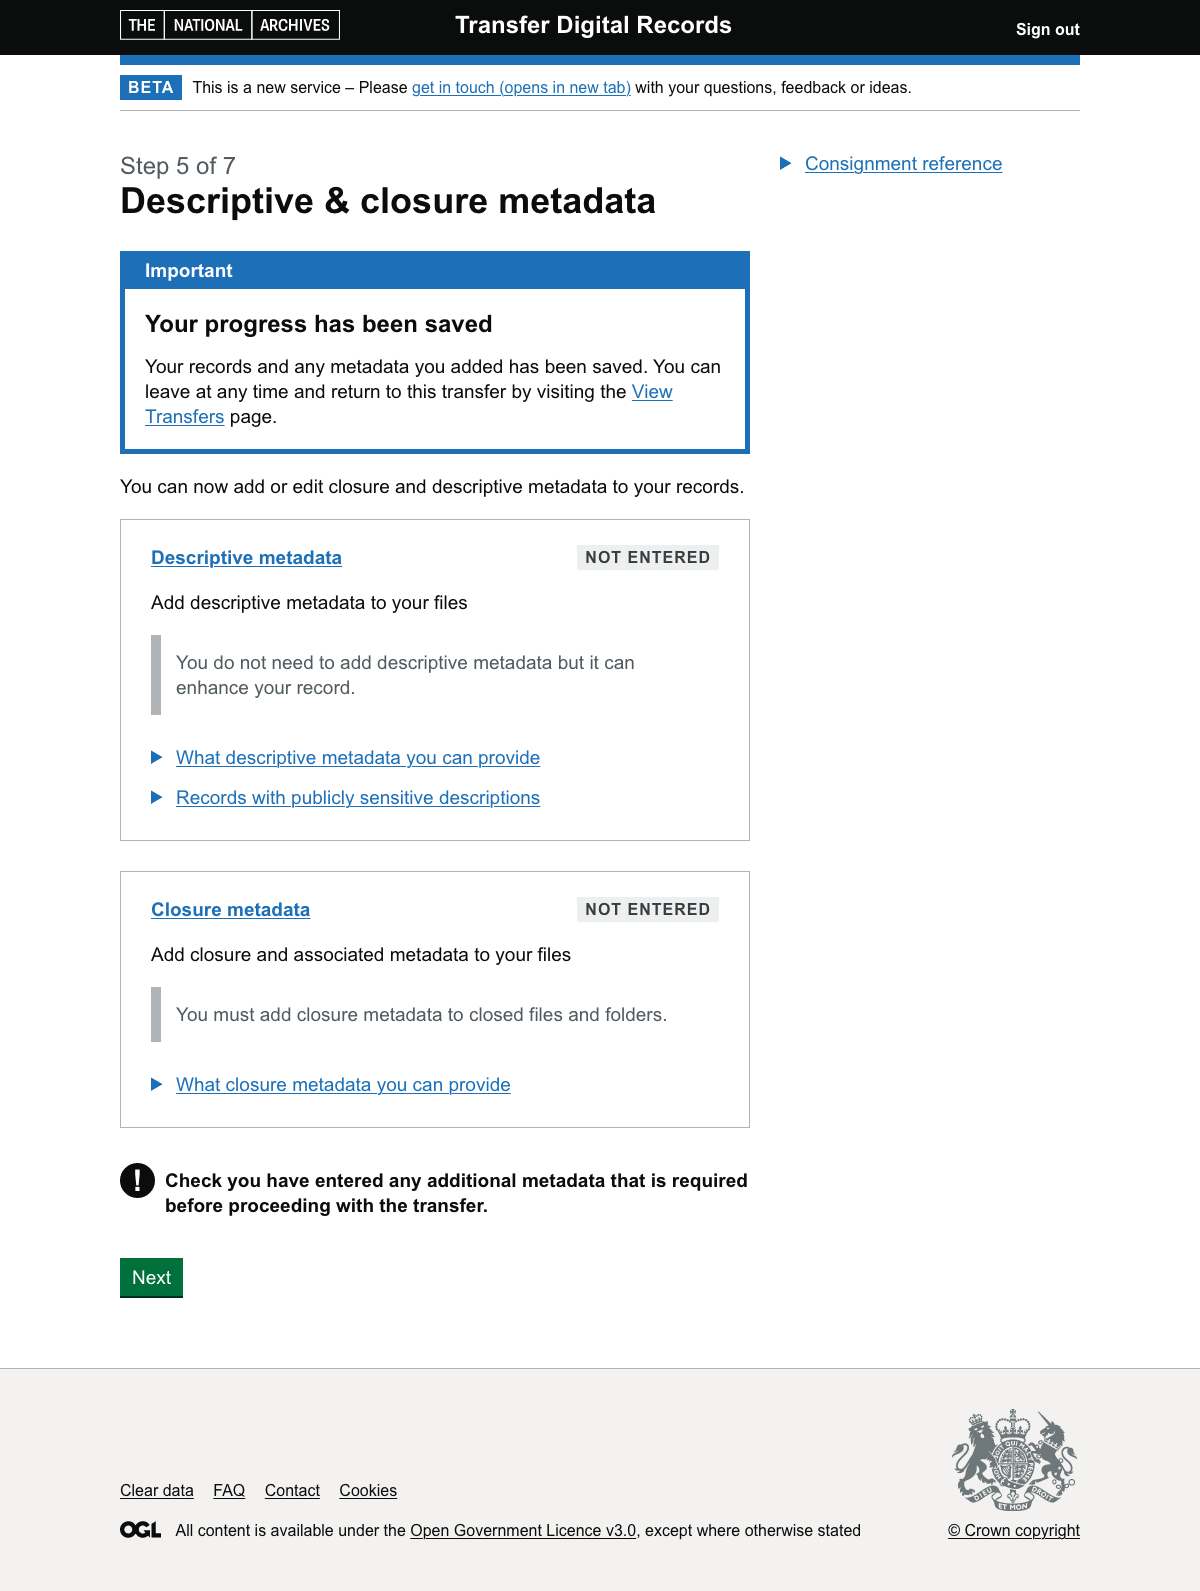 THE NATIONAL ARCHIVES
Transfer Digital Records
Sign out
BETA This is a new service – Please get in touch (opens in new tab) with your questions, feedback or ideas.
Step 5 of 7
Descriptive & closure metadata
Consignment reference
Important
Your progress has been saved
Your records and any metadata you added has been saved. You can
leave at any time and return to this transfer by visiting the View
Transfers page.
You can now add or edit closure and descriptive metadata to your records.
Descriptive metadata
NOT ENTERED
Add descriptive metadata to your files
You do not need to add descriptive metadata but it can
enhance your record.
What descriptive metadata you can provide
Records with publicly sensitive descriptions
Closure metadata
NOT ENTERED
Add closure and associated metadata to your files
You must add closure metadata to closed files and folders.
What closure metadata you can provide
! Check you have entered any additional metadata that is required
before proceeding with the transfer.
Next
DIEU ET MON DROIT
Clear data FAQ Contact Cookies
OGL All content is available under the Open Government Licence v3.0, except where otherwise stated
© Crown copyright